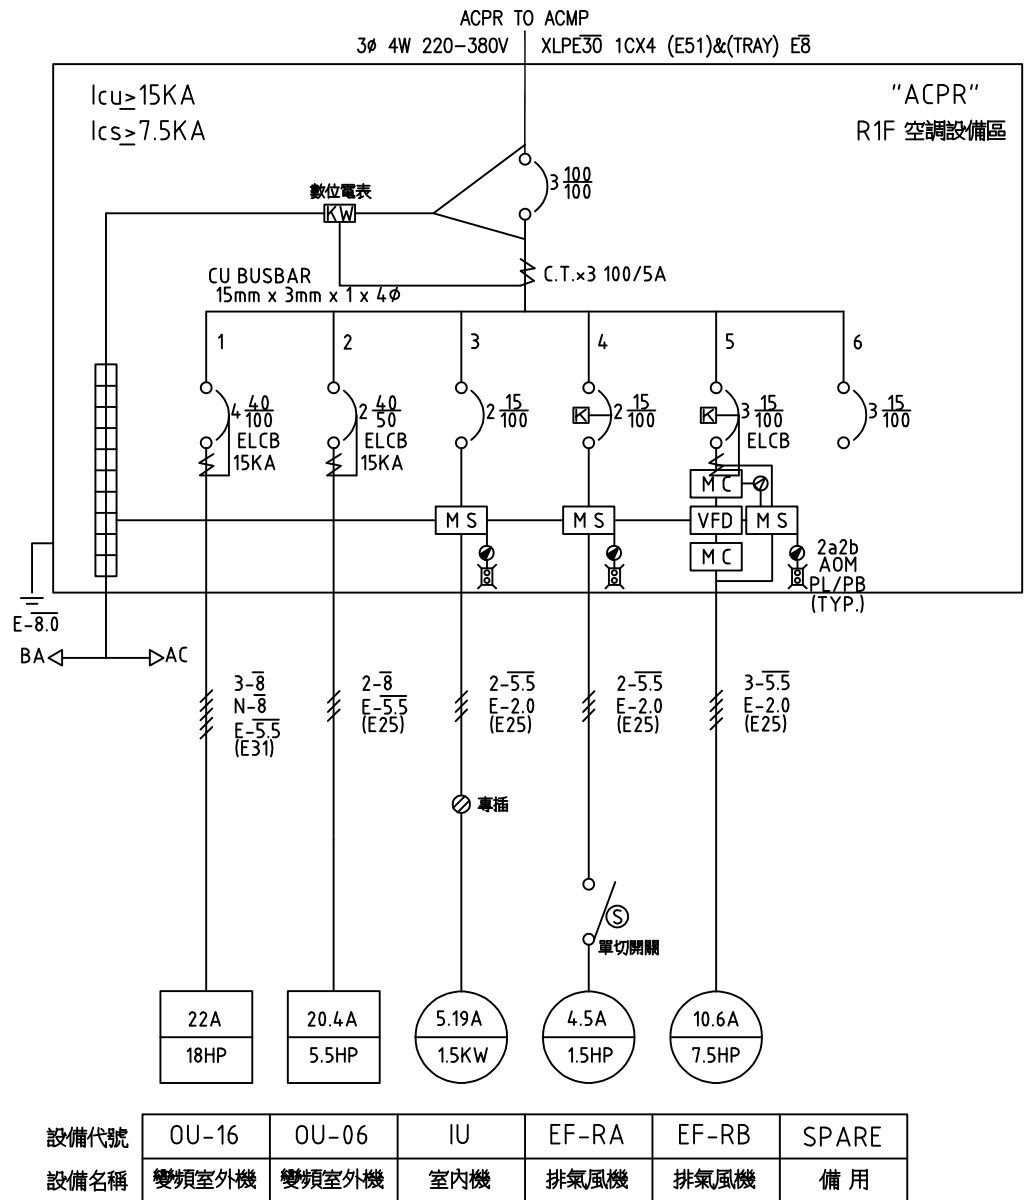 ACPR TO ACMP
3ø 4W 220-380V XLPE30 1CX4 (E51)&(TRAY) E8
Icu≥15KA
Ics≥7.5KA
"ACPR"
R1F 空調設備區
3 100/100
數位電表
KW
C.T.×3 100/5A
CU BUSBAR
15mm x 3mm x 1 x 4ø
1 2 3 4 5 6
4 40/100
ELCB
15KA
2 40/50
ELCB
15KA
2 15/100
K 2 15/100
K 3 15/100
ELCB
3 15/100
MC
MS MS VFD MS
MC
2a2b
AOM
PL/PB
(TYP.)
E-8.0
BA AC
3-8
N-8
E-5.5
(E31)
2-8
E-5.5
(E25)
2-5.5
E-2.0
(E25)
2-5.5
E-2.0
(E25)
3-5.5
E-2.0
(E25)
專插
S
單切開關
22A 20.4A 5.19A 4.5A 10.6A
18HP 5.5HP 1.5KW 1.5HP 7.5HP
設備代號 OU-16 OU-06 IU EF-RA EF-RB SPARE
設備名稱 變頻室外機 變頻室外機 室內機 排氣風機 排氣風機 備用